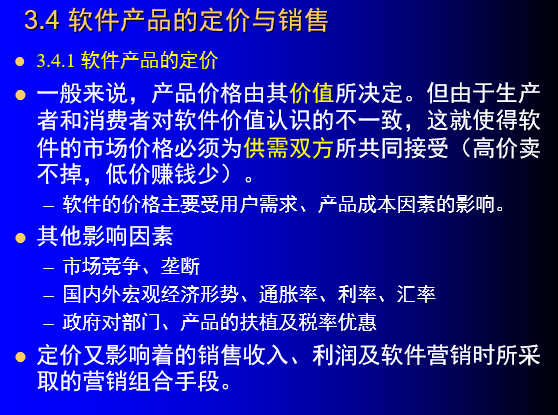 3.4 软件产品的定价与销售
3.4.1 软件产品的定价
一般来说，产品价格由其价值所决定。但由于生产
者和消费者对软件价值认识的不一致，这就使得软
件的市场价格必须为供需双方所共同接受（高价卖
不掉，低价赚钱少）。
– 软件的价格主要受用户需求、产品成本因素的影响。
其他影响因素
– 市场竞争、垄断
– 国内外宏观经济形势、通胀率、利率、汇率
– 政府对部门、产品的扶植及税率优惠
定价又影响着的销售收入、利润及软件营销时所采
取的营销组合手段。